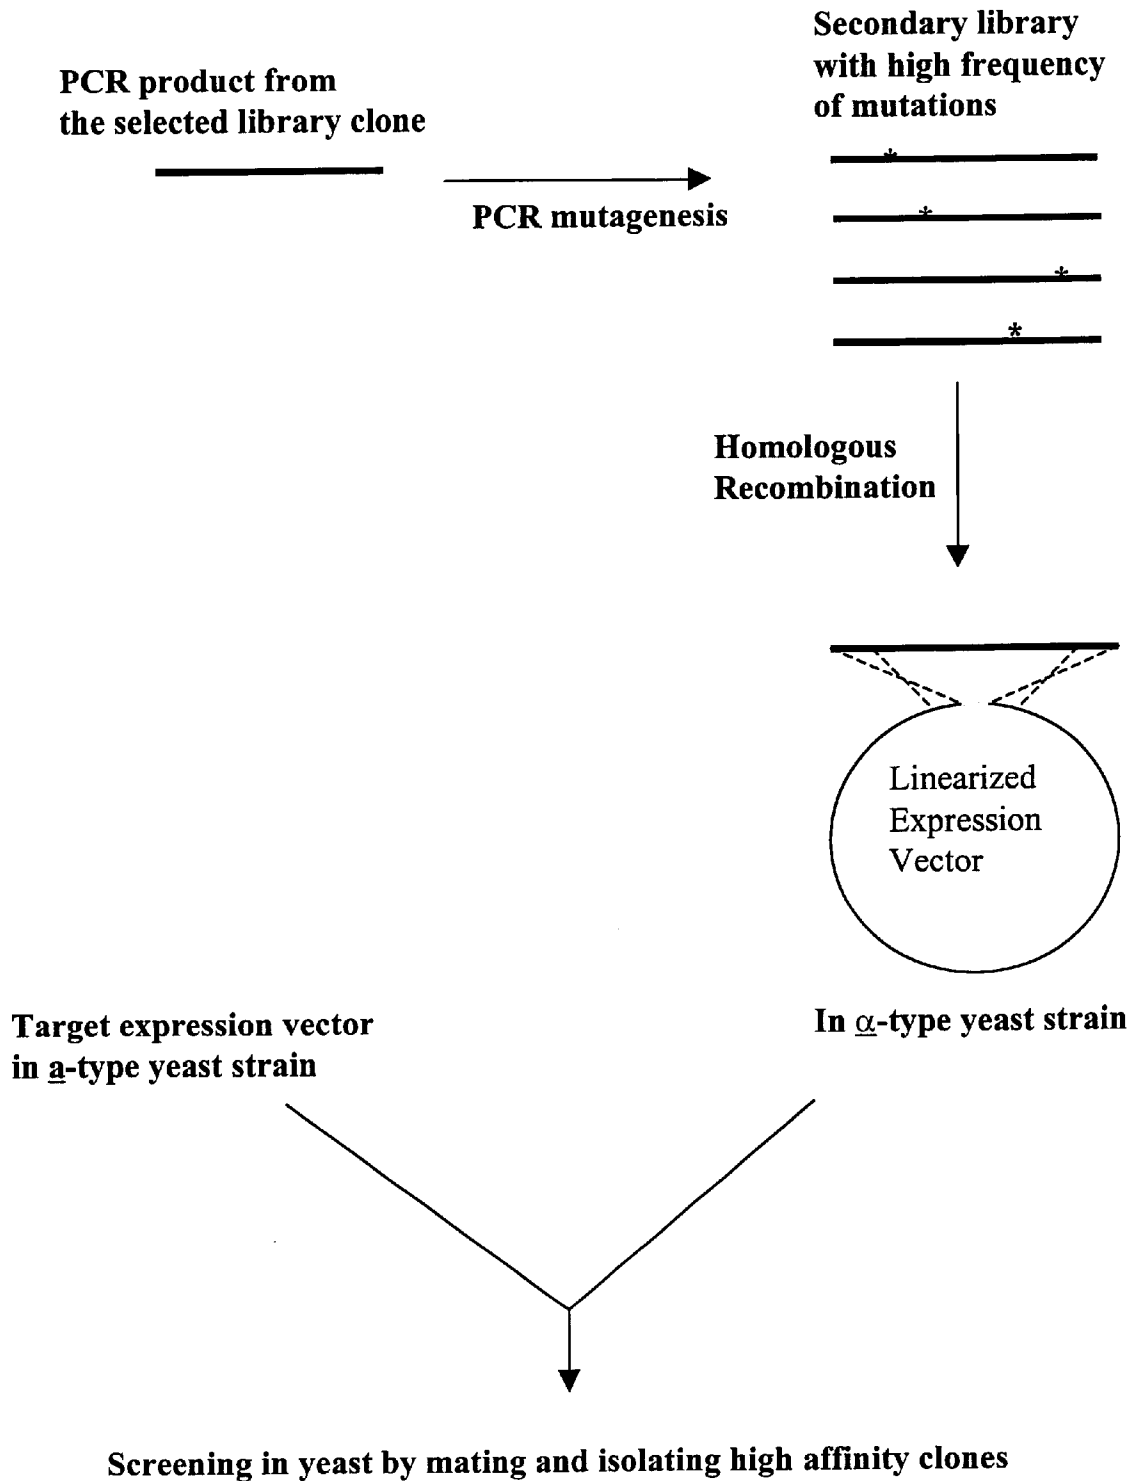 PCR product from
the selected library clone
PCR mutagenesis
Secondary library
with high frequency
of mutations
*
*
*
*
Homologous
Recombination
Linearized
Expression
Vector
In α-type yeast strain
Target expression vector
in a-type yeast strain
Screening in yeast by mating and isolating high affinity clones